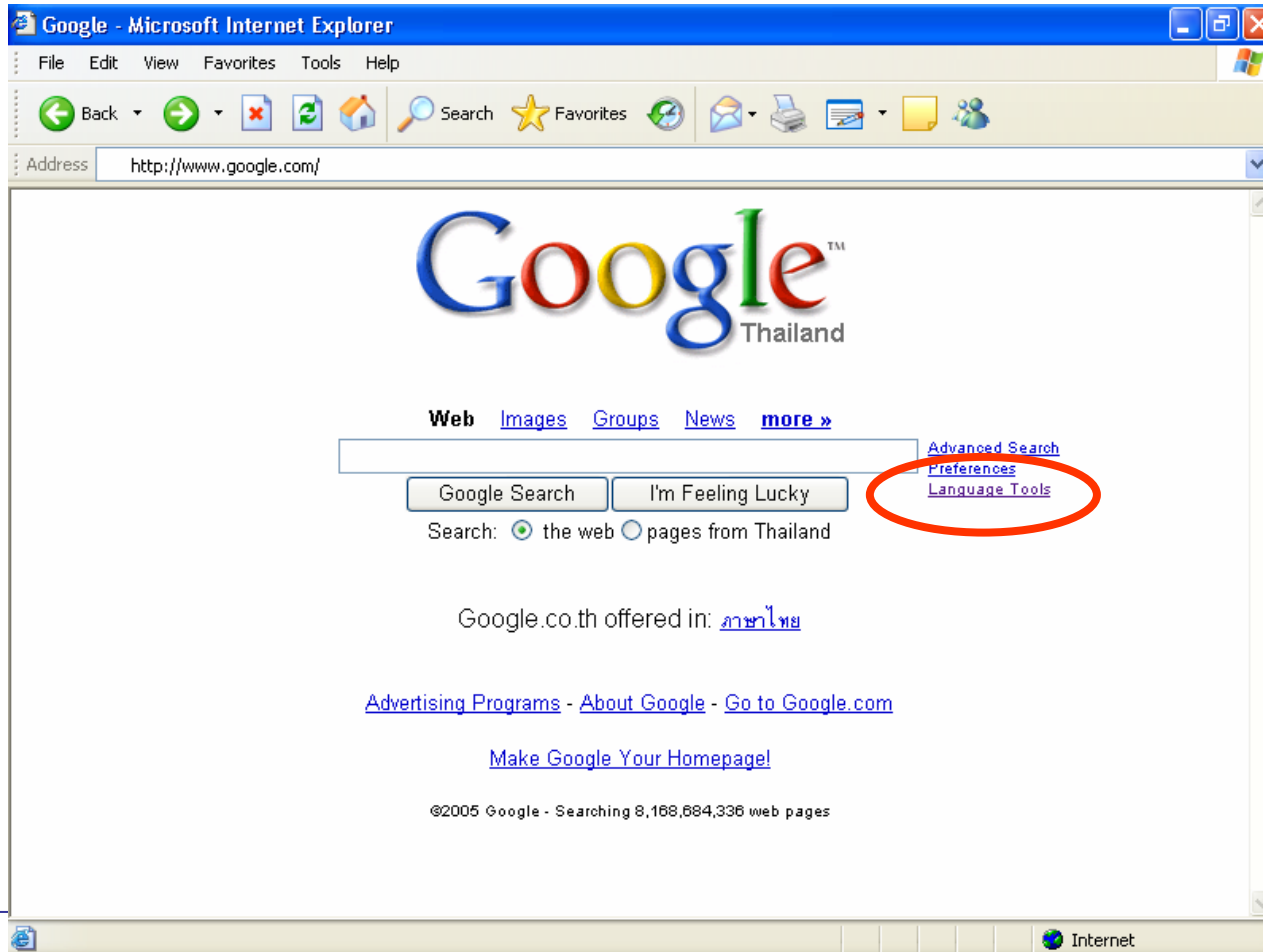 Google - Microsoft Internet Explorer
File Edit View Favorites Tools Help
Back Search Favorites
Address http://www.google.com/
Google™
Thailand
Web Images Groups News more »
Advanced Search
Preferences
Language Tools
Google Search I'm Feeling Lucky
Search: the web pages from Thailand
Google.co.th offered in: ภาษาไทย
Advertising Programs - About Google - Go to Google.com
Make Google Your Homepage!
©2005 Google - Searching 8,168,684,336 web pages
Internet